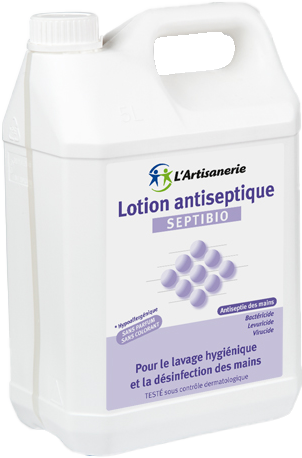 5L
L'Artisanerie
Lotion antiseptique
SEPTIBIO
* Hypoallergénique
SANS PARFUM
SANS COLORANT
Antiseptie des mains
Bactéricide
Levuricide
Virucide
Pour le lavage hygiénique
et la désinfection des mains
TESTÉ sous contrôle dermatologique